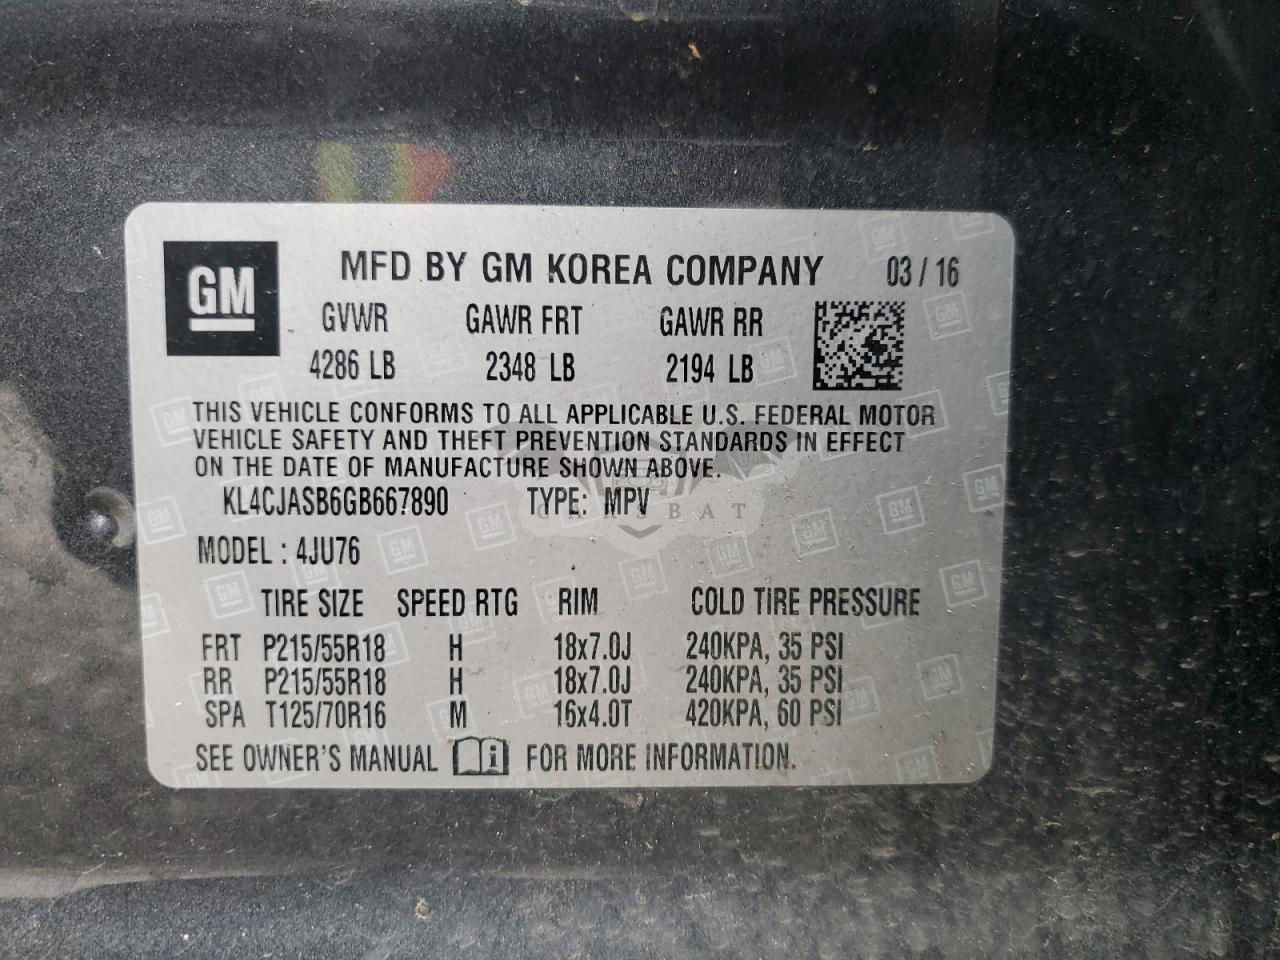 GM MFD BY GM KOREA COMPANY 03 / 16
GVWR GAWR FRT GAWR RR
4286 LB 2348 LB 2194 LB
THIS VEHICLE CONFORMS TO ALL APPLICABLE U.S. FEDERAL MOTOR
VEHICLE SAFETY AND THEFT PREVENTION STANDARDS IN EFFECT
ON THE DATE OF MANUFACTURE SHOWN ABOVE.
KL4CJASB6GB667890 TYPE: MPV
CARSBAT
MODEL : 4JU76
TIRE SIZE SPEED RTG RIM COLD TIRE PRESSURE
FRT P215/55R18 H 18x7.0J 240KPA, 35 PSI
RR P215/55R18 H 18x7.0J 240KPA, 35 PSI
SPA T125/70R16 M 16x4.0T 420KPA, 60 PSI
SEE OWNER'S MANUAL FOR MORE INFORMATION.